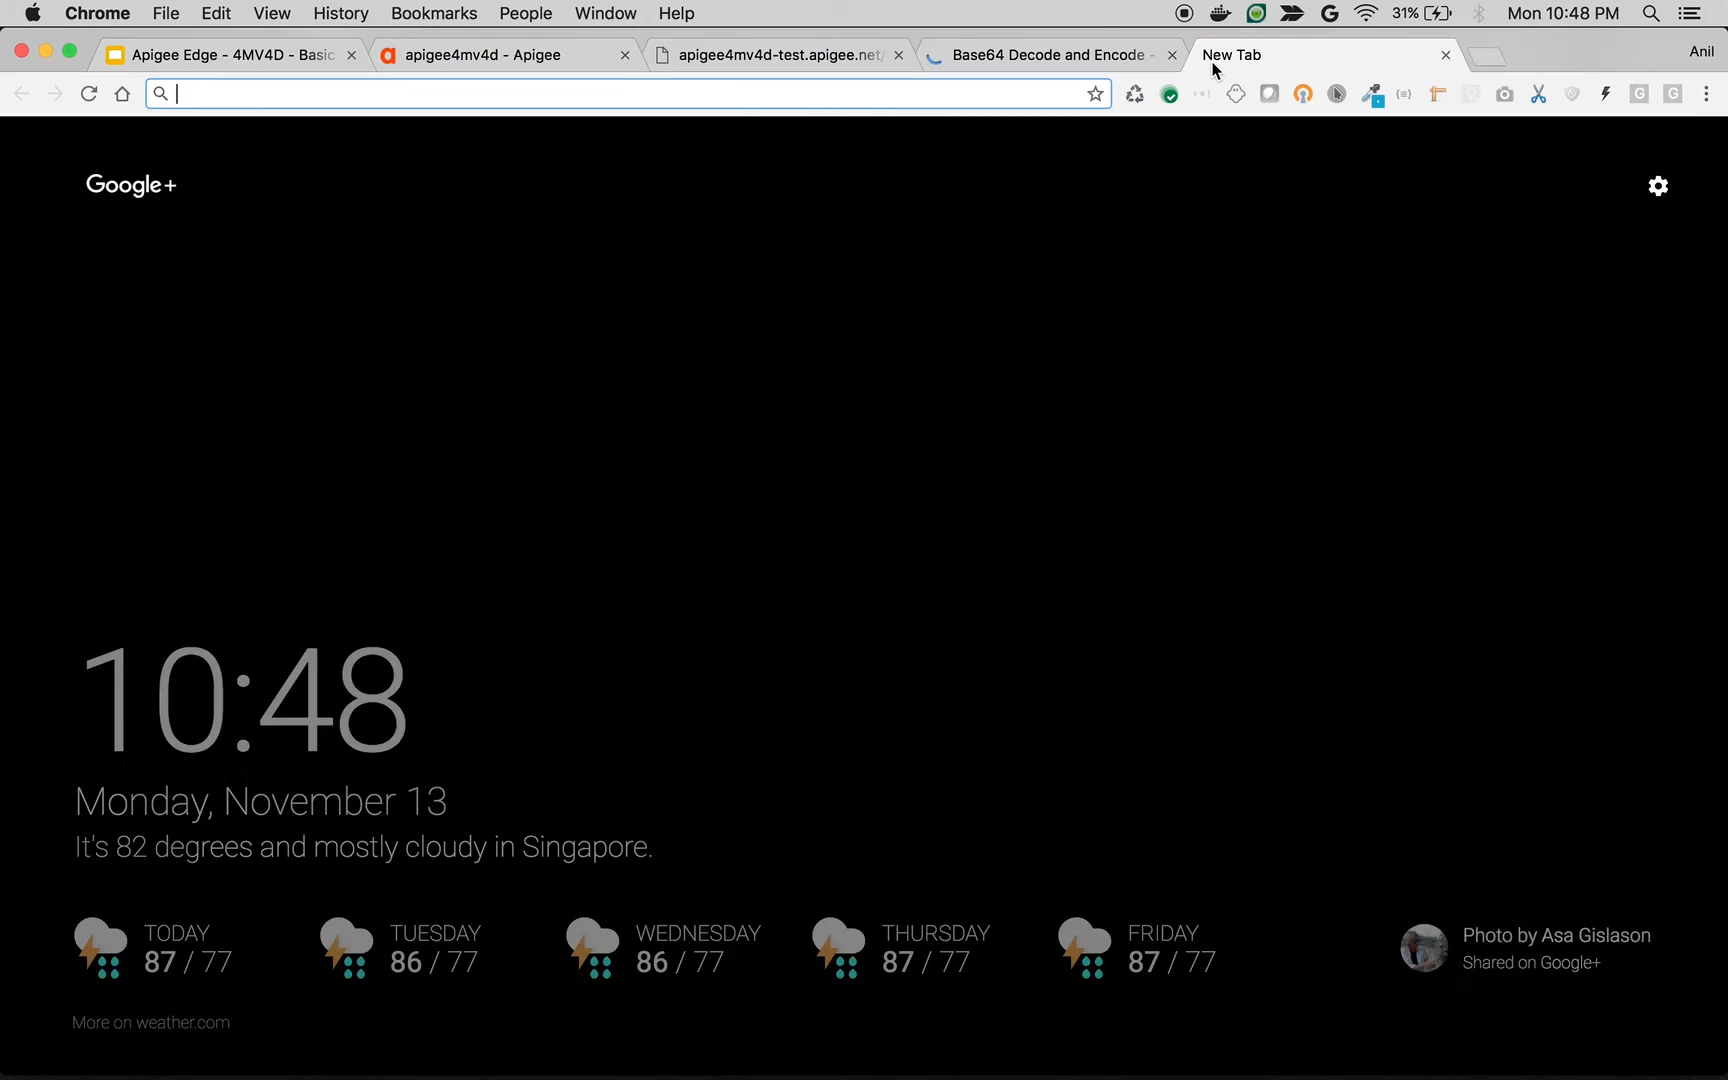 Chrome File Edit View History Bookmarks People Window Help 31% Mon 10:48 PM
Apigee Edge - 4MV4D - Basic apigee4mv4d - Apigee apigee4mv4d-test.apigee.net/ Base64 Decode and Encode - New Tab Anil
Google+
10:48
Monday, November 13
It's 82 degrees and mostly cloudy in Singapore.
TODAY TUESDAY WEDNESDAY THURSDAY FRIDAY
87 / 77 86 / 77 86 / 77 87 / 77 87 / 77
Photo by Asa Gislason
Shared on Google+
More on weather.com